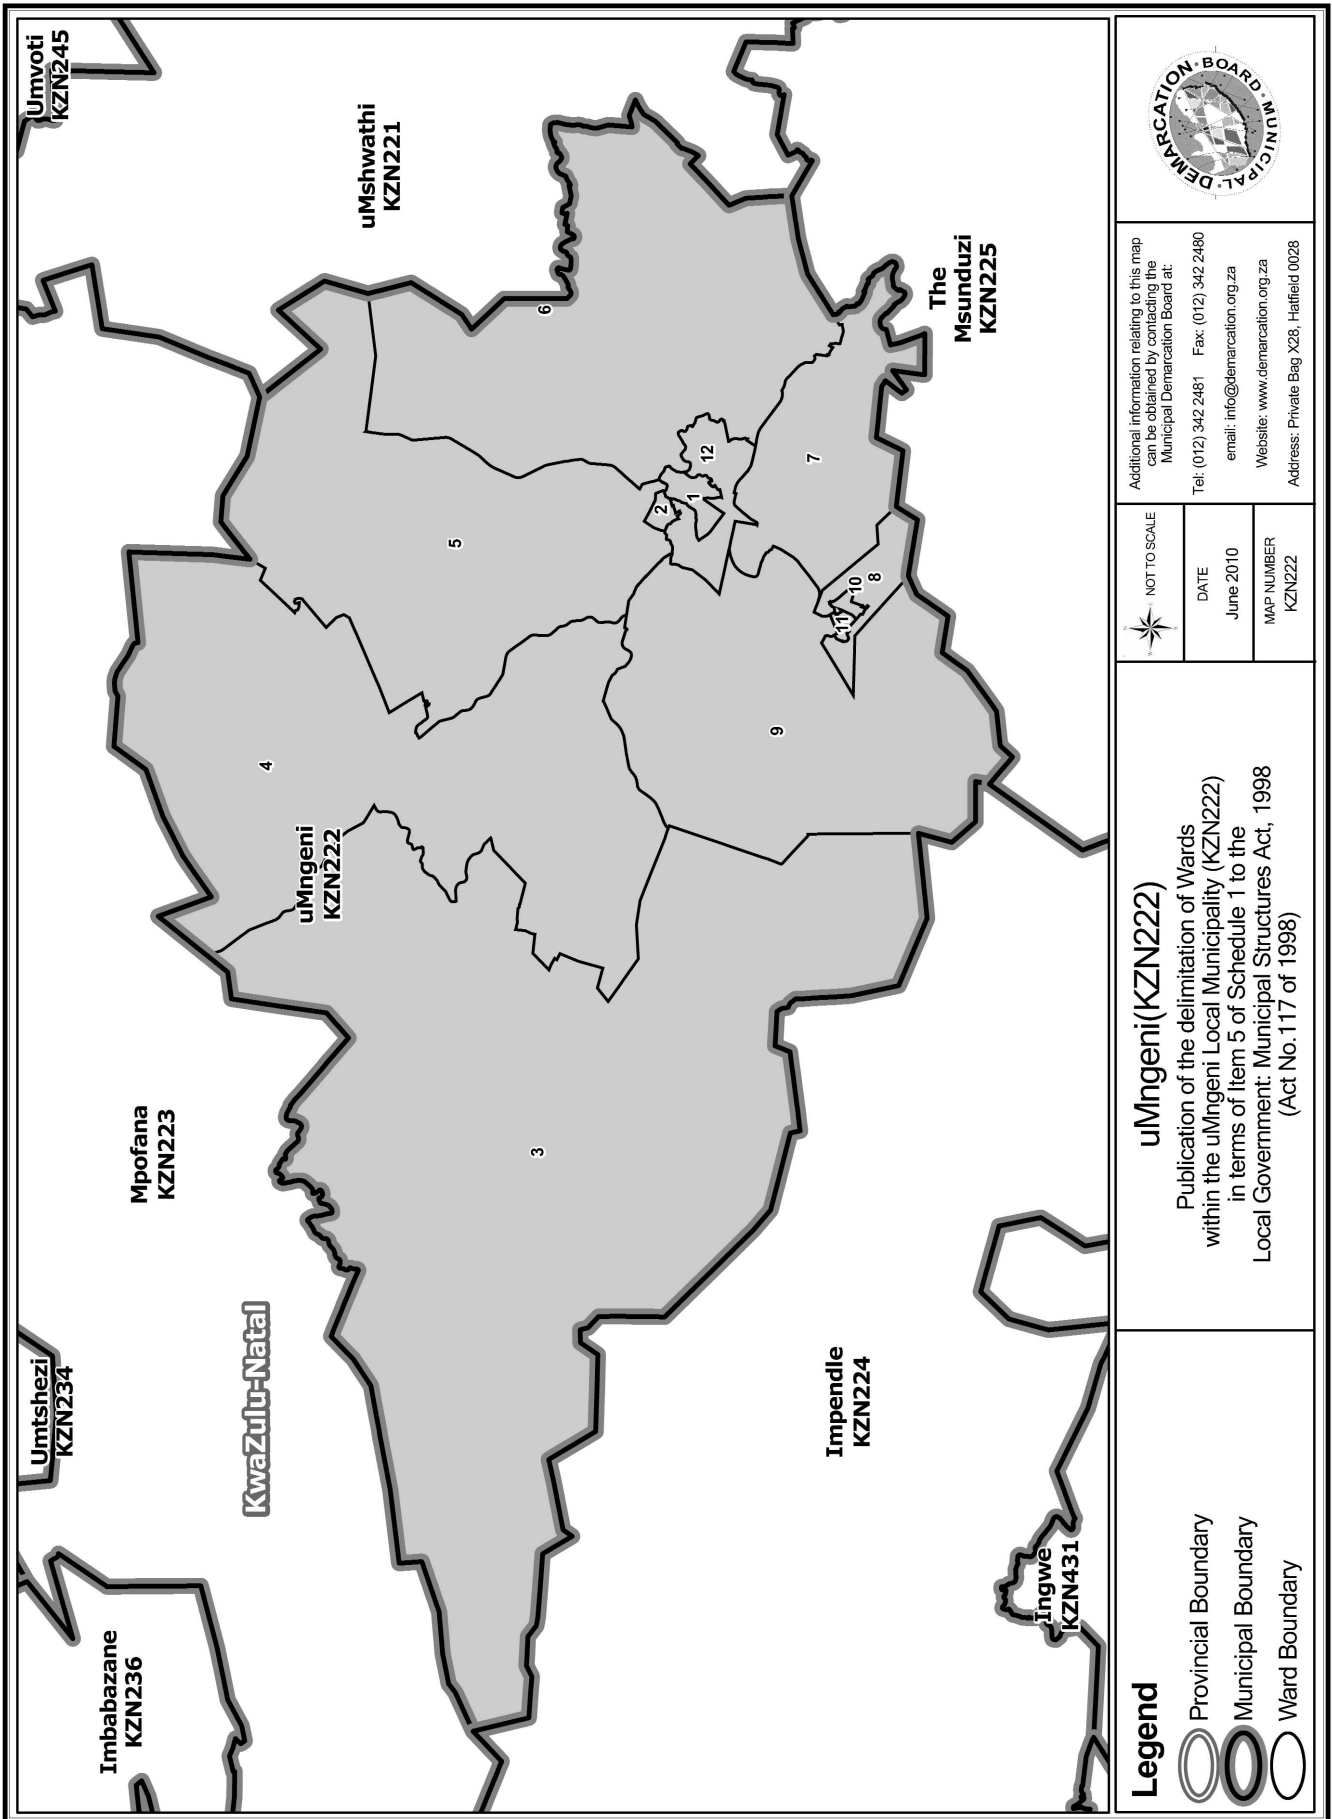 Imbabazane
KZN236
Umtshezi
KZN234
Umvoti
KZN245
Mpofana
KZN223
KwaZulu-Natal
uMshwathi
KZN221
uMngeni
KZN222
4
5
6
3
2
1
12
9
7
11
10
8
The
Msunduzi
KZN225
Impendle
KZN224
Ingwe
KZN431
Legend
Provincial Boundary
Municipal Boundary
Ward Boundary
uMngeni(KZN222)
Publication of the delimitation of Wards
within the uMngeni Local Municipality (KZN222)
in terms of Item 5 of Schedule 1 to the
Local Government: Municipal Structures Act, 1998
(Act No.117 of 1998)
NOT TO SCALE
DATE
June 2010
MAP NUMBER
KZN222
Additional information relating to this map
can be obtained by contacting the
Municipal Demarcation Board at:
Tel: (012) 342 2481 Fax: (012) 342 2480
email: info@demarcation.org.za
Website: www.demarcation.org.za
Address: Private Bag X28, Hatfield 0028
MUNICIPAL • DEMARCATION • BOARD •